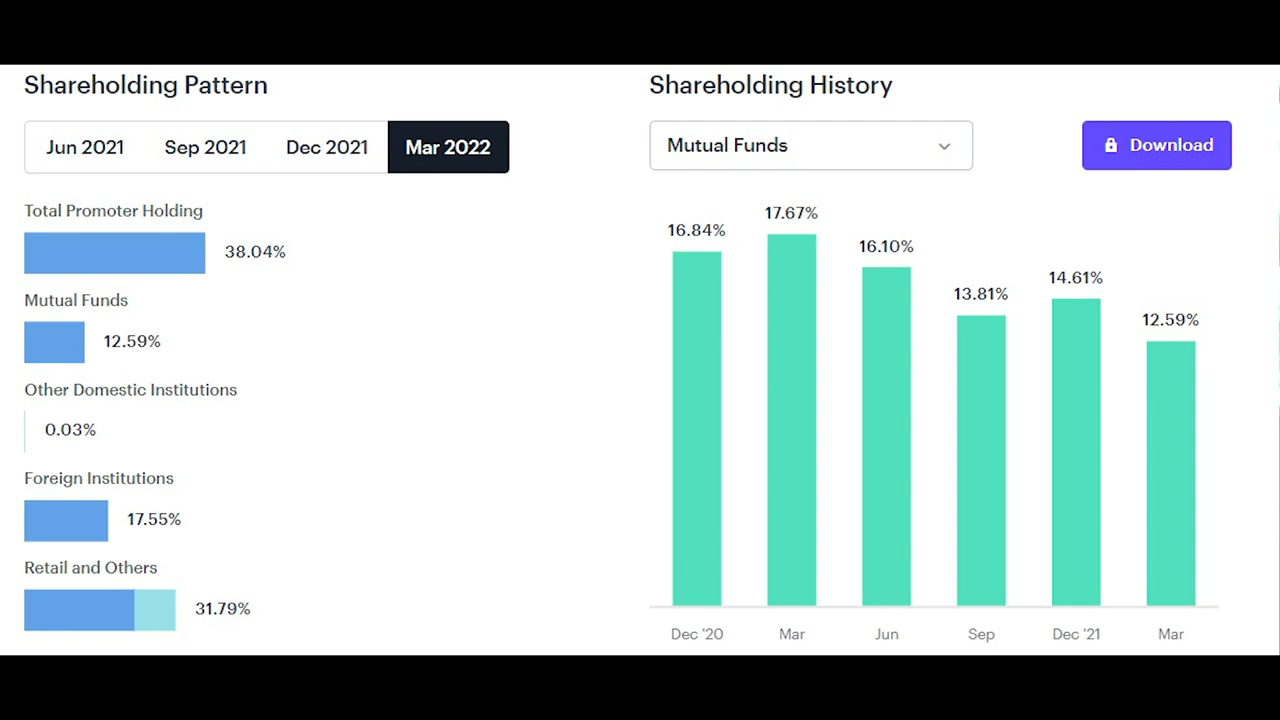 Shareholding Pattern
Jun 2021 Sep 2021 Dec 2021 Mar 2022
Total Promoter Holding
38.04%
Mutual Funds
12.59%
Other Domestic Institutions
0.03%
Foreign Institutions
17.55%
Retail and Others
31.79%
Shareholding History
Mutual Funds
Download
16.84% 17.67% 16.10% 13.81% 14.61% 12.59%
Dec '20 Mar Jun Sep Dec '21 Mar